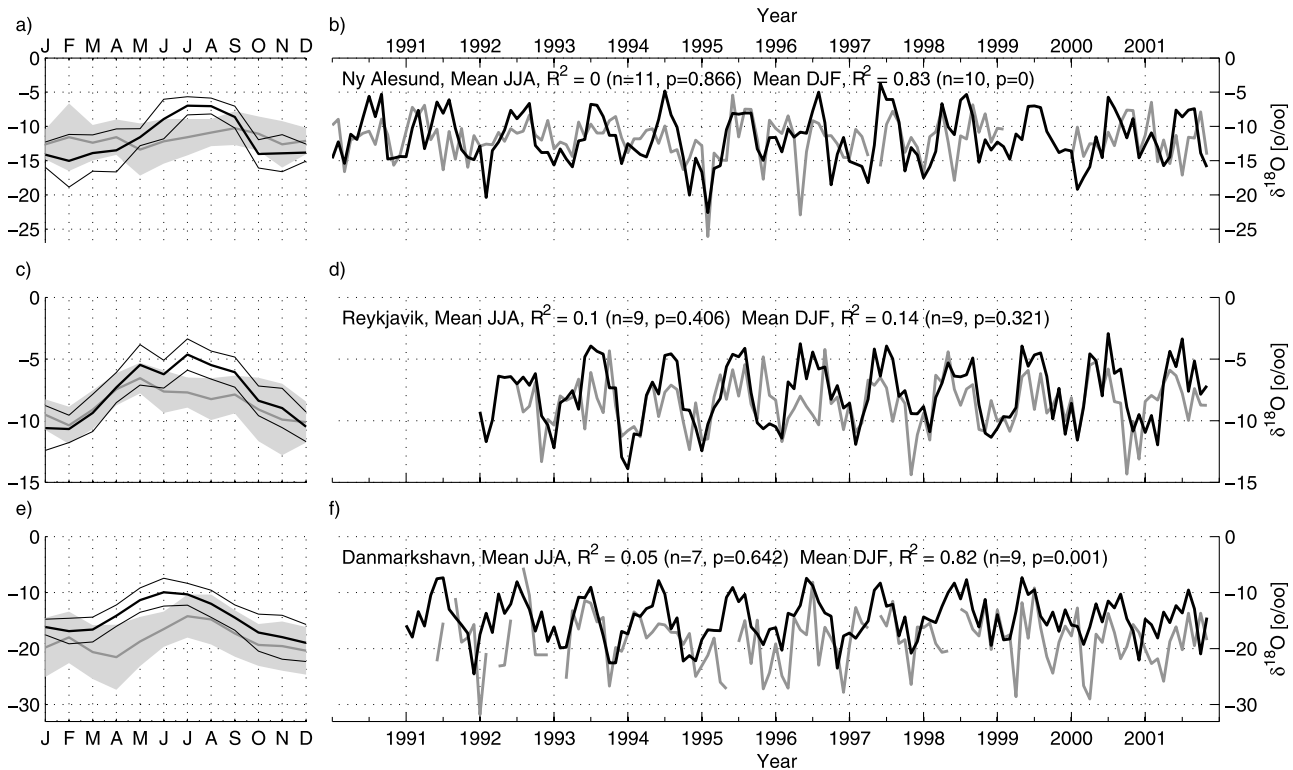 a)
J F M A M J J A S O N D
0
−5
−10
−15
−20
−25
b)
Year
1991 1992 1993 1994 1995 1996 1997 1998 1999 2000 2001
Ny Alesund, Mean JJA, R² = 0 (n=11, p=0.866) Mean DJF, R² = 0.83 (n=10, p=0)
0
−5
−10
−15
−20
−25
δ¹⁸O [o/oo]
c)
0
−5
−10
−15
d)
Reykjavik, Mean JJA, R² = 0.1 (n=9, p=0.406) Mean DJF, R² = 0.14 (n=9, p=0.321)
0
−5
−10
−15
δ¹⁸O [o/oo]
e)
0
−10
−20
−30
J F M A M J J A S O N D
f)
Danmarkshavn, Mean JJA, R² = 0.05 (n=7, p=0.642) Mean DJF, R² = 0.82 (n=9, p=0.001)
0
−10
−20
−30
δ¹⁸O [o/oo]
1991 1992 1993 1994 1995 1996 1997 1998 1999 2000 2001
Year